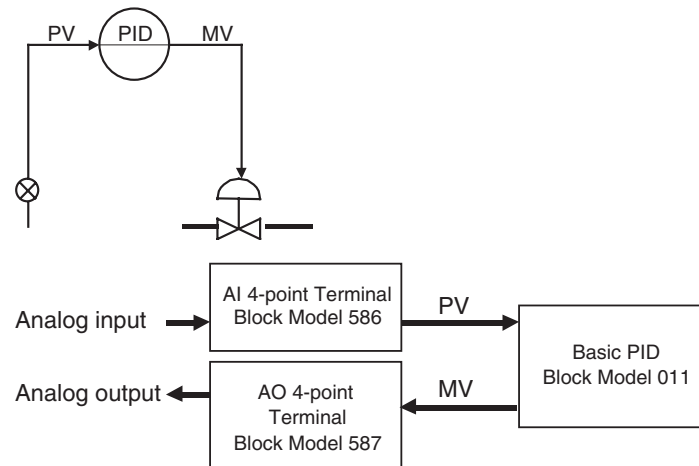 PV
PID
MV
Analog input
AI 4-point Terminal
Block Model 586
PV
Basic PID
Block Model 011
Analog output
AO 4-point
Terminal
Block Model 587
MV